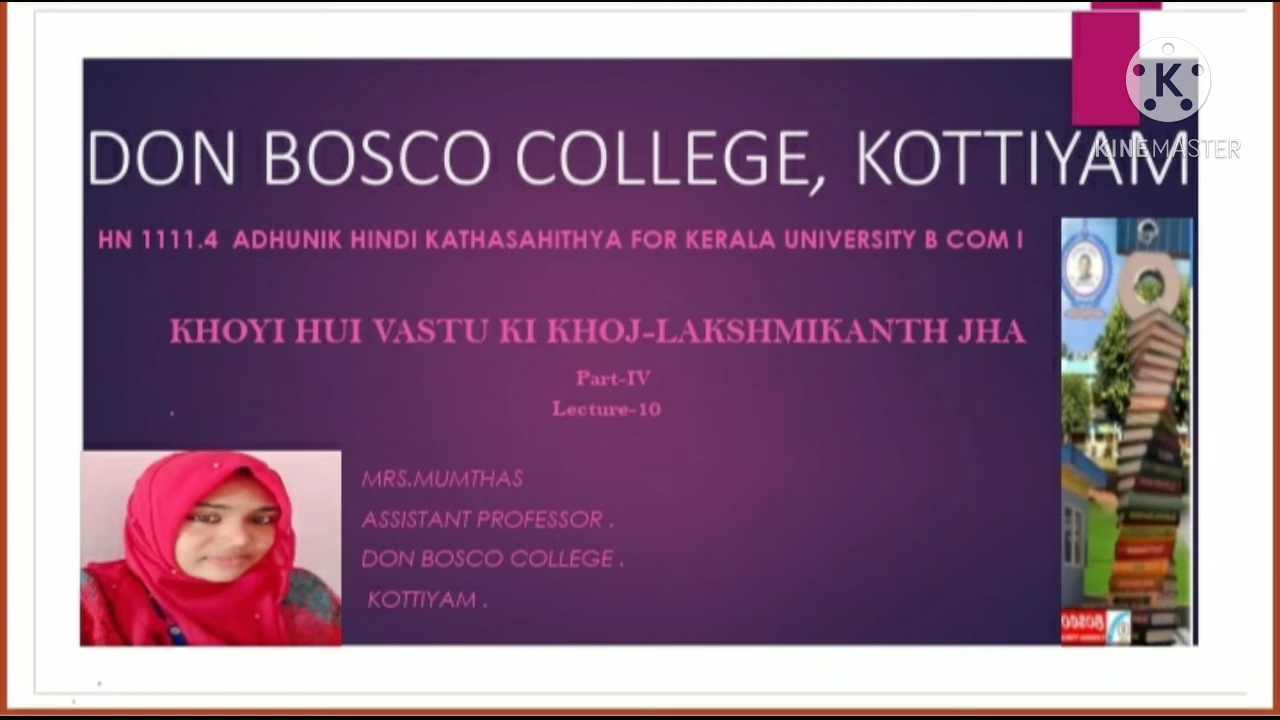 DON BOSCO COLLEGE, KOTTIYAM
KINEMASTER
HN 1111.4 ADHUNIK HINDI KATHASAHITHYA FOR KERALA UNIVERSITY B COM I
KHOYI HUI VASTU KI KHOJ-LAKSHMIKANTH JHA
Part-IV
Lecture-10
MRS.MUMTHAS
ASSISTANT PROFESSOR .
DON BOSCO COLLEGE .
KOTTIYAM .
K